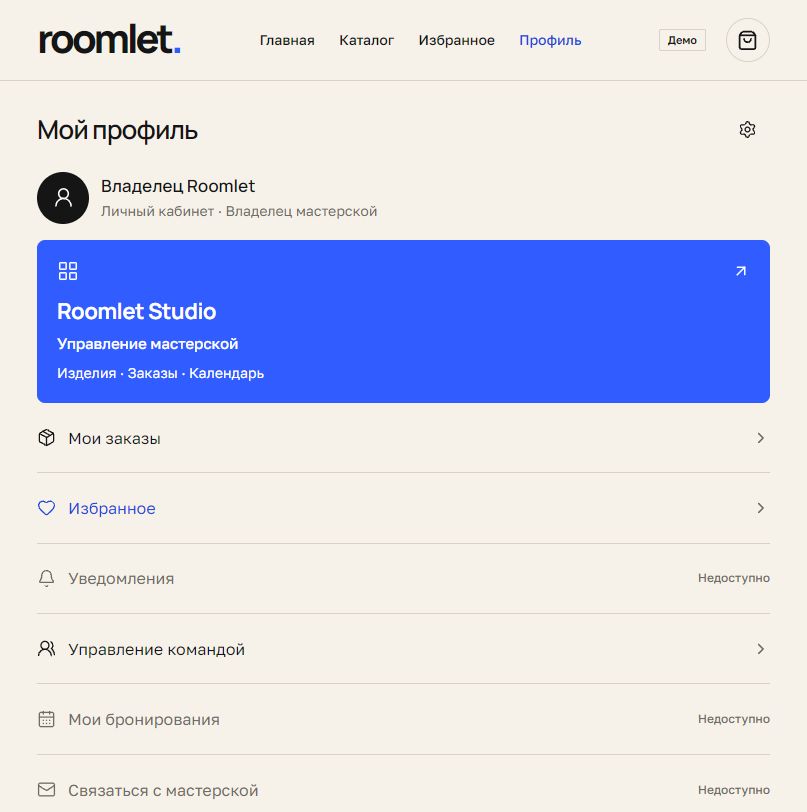 roomlet.
Главная Каталог Избранное Профиль Демо
Мой профиль
Владелец Roomlet
Личный кабинет · Владелец мастерской
Roomlet Studio
Управление мастерской
Изделия · Заказы · Календарь
Мои заказы
Избранное
Уведомления Недоступно
Управление командой
Мои бронирования Недоступно
Связаться с мастерской Недоступно